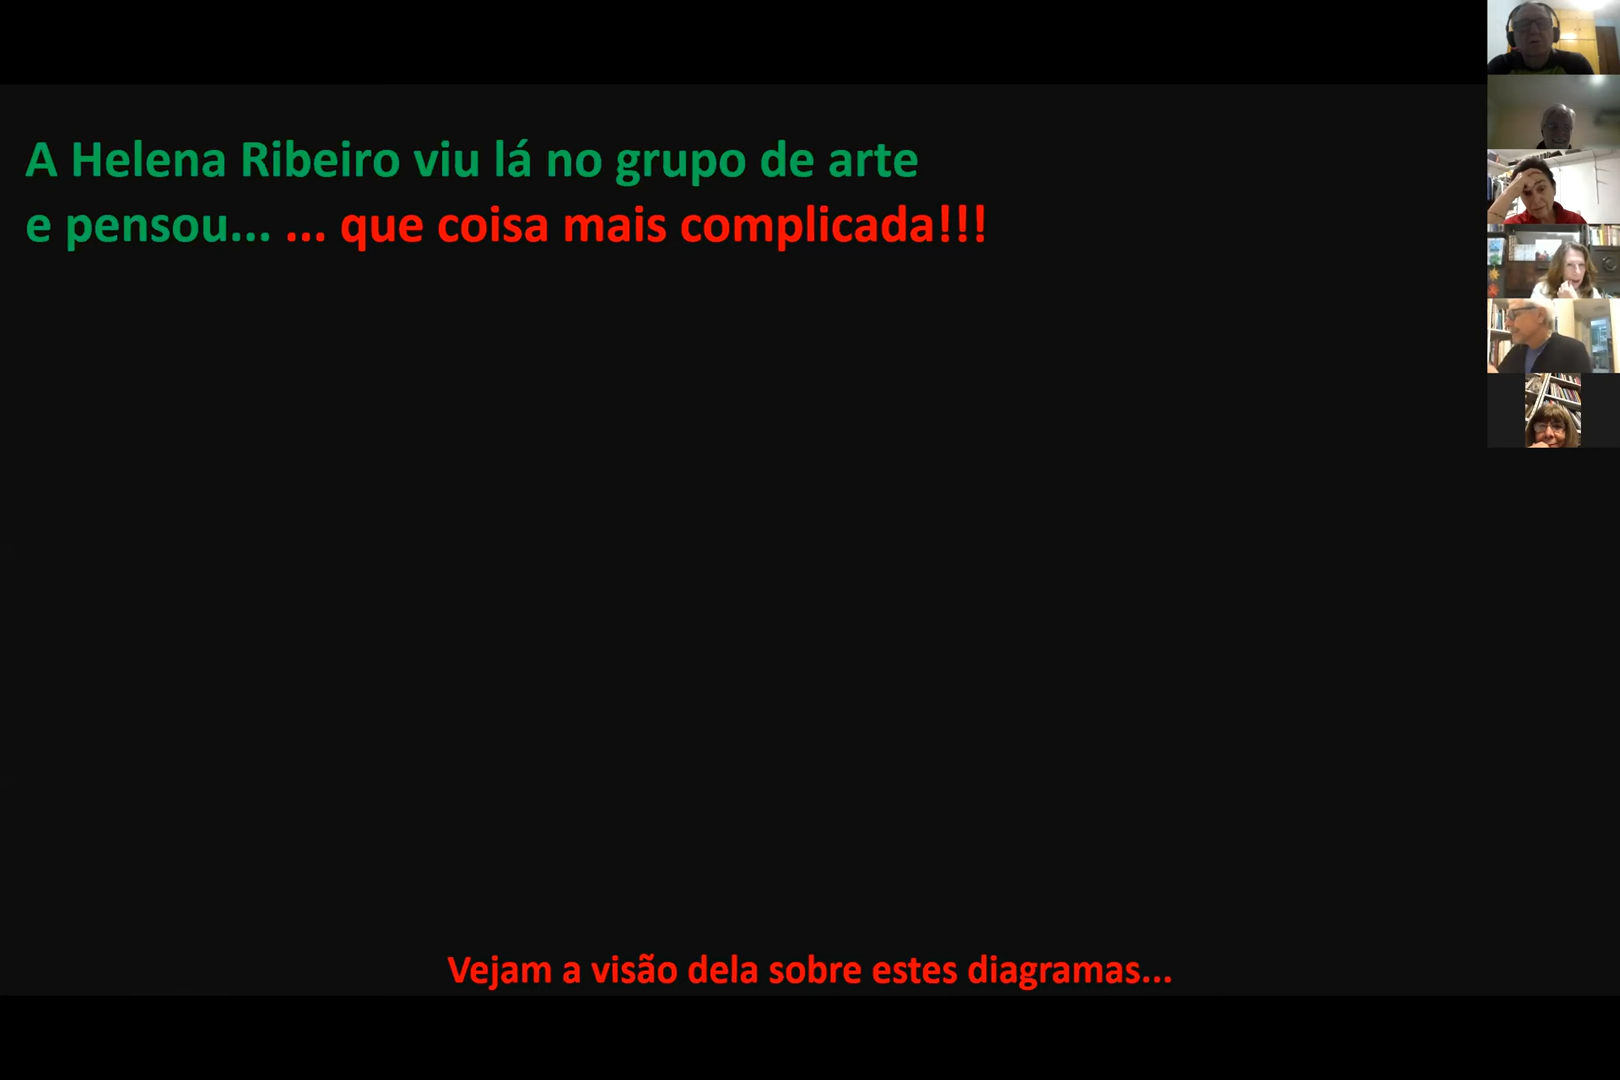 A Helena Ribeiro viu lá no grupo de arte
e pensou... ... que coisa mais complicada!!!
Vejam a visão dela sobre estes diagramas...